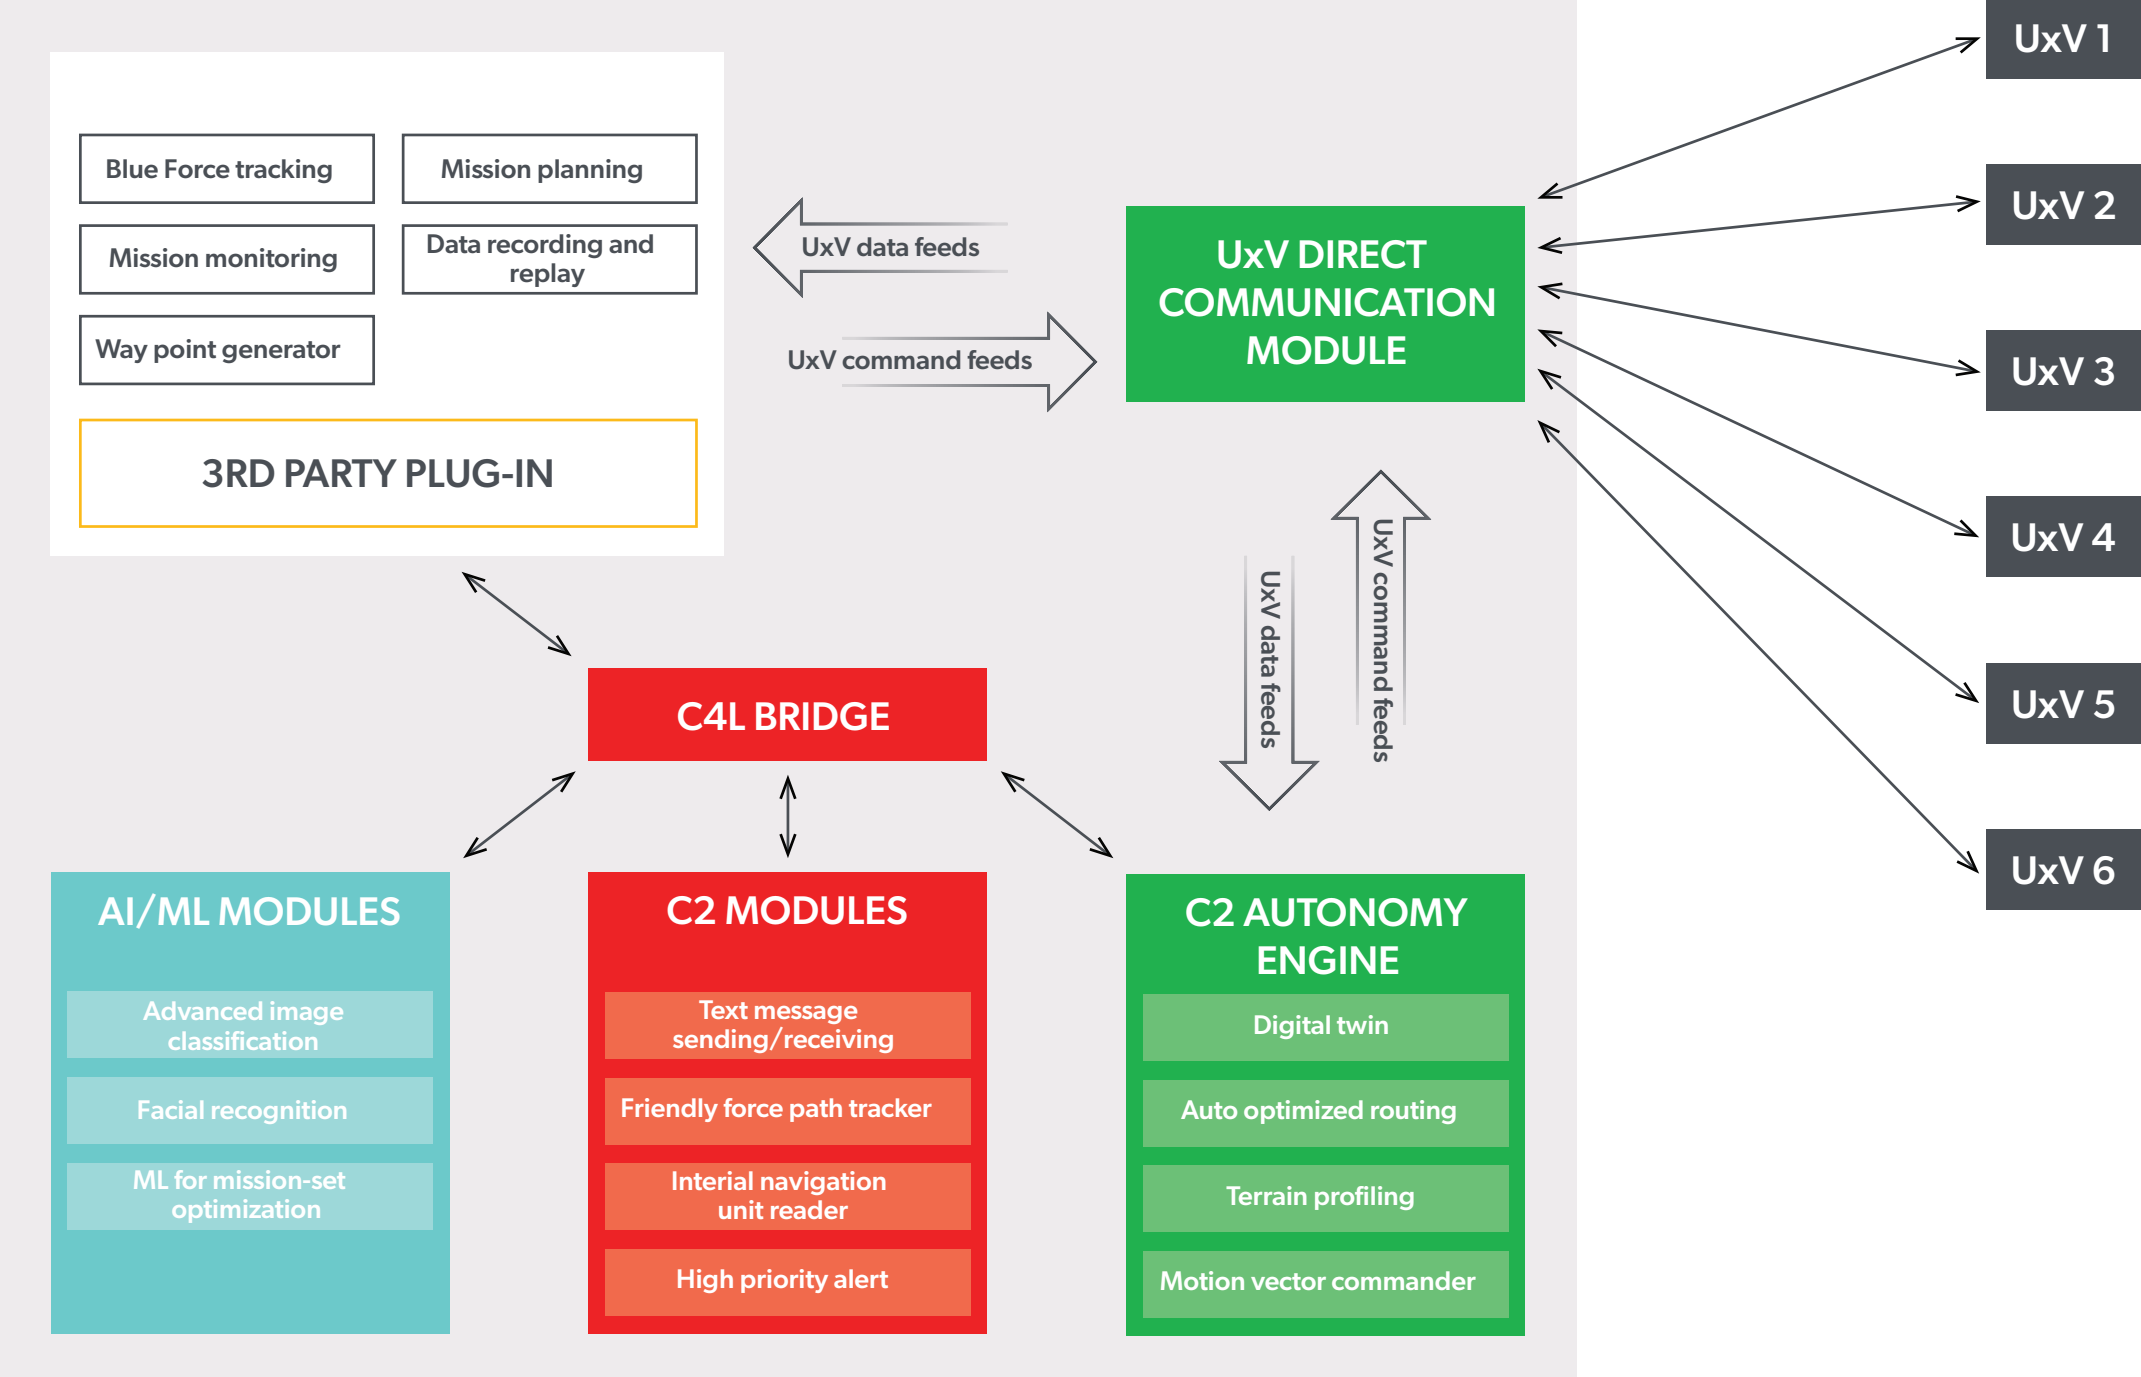 Blue Force tracking
Mission planning
Mission monitoring
Data recording and
replay
Way point generator
3RD PARTY PLUG-IN
UxV data feeds
UxV command feeds
UxV DIRECT
COMMUNICATION
MODULE
UxV 1
UxV 2
UxV 3
UxV 4
UxV 5
UxV 6
UxV data feeds
UxV command feeds
C4L BRIDGE
AI/ML MODULES
Advanced image
classification
Facial recognition
ML for mission-set
optimization
C2 MODULES
Text message
sending/receiving
Friendly force path tracker
Interial navigation
unit reader
High priority alert
C2 AUTONOMY
ENGINE
Digital twin
Auto optimized routing
Terrain profiling
Motion vector commander